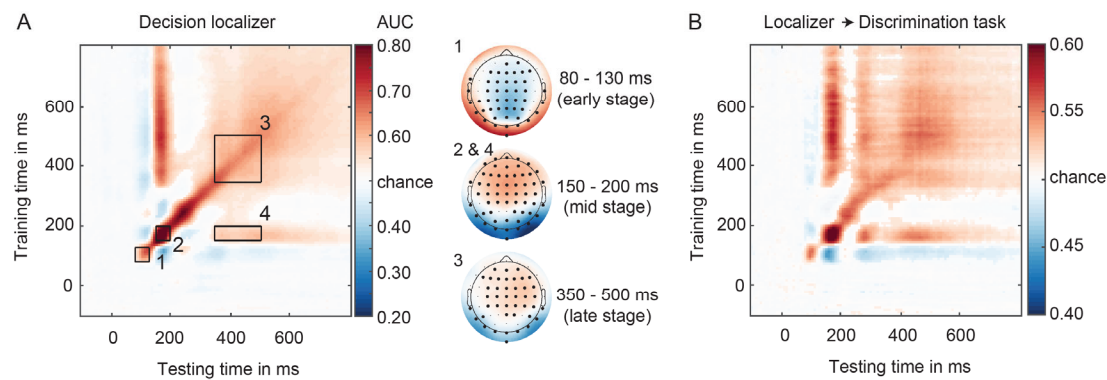 A
Decision localizer
AUC
0.80
0.70
0.60
chance
0.40
0.30
0.20
Training time in ms
600
400
200
0
1
2
3
4
0
200
400
600
Testing time in ms
1
80 - 130 ms
(early stage)
2 & 4
150 - 200 ms
(mid stage)
3
350 - 500 ms
(late stage)
B
Localizer ➔ Discrimination task
0.60
0.55
chance
0.45
0.40
Training time in ms
600
400
200
0
0
200
400
600
Testing time in ms